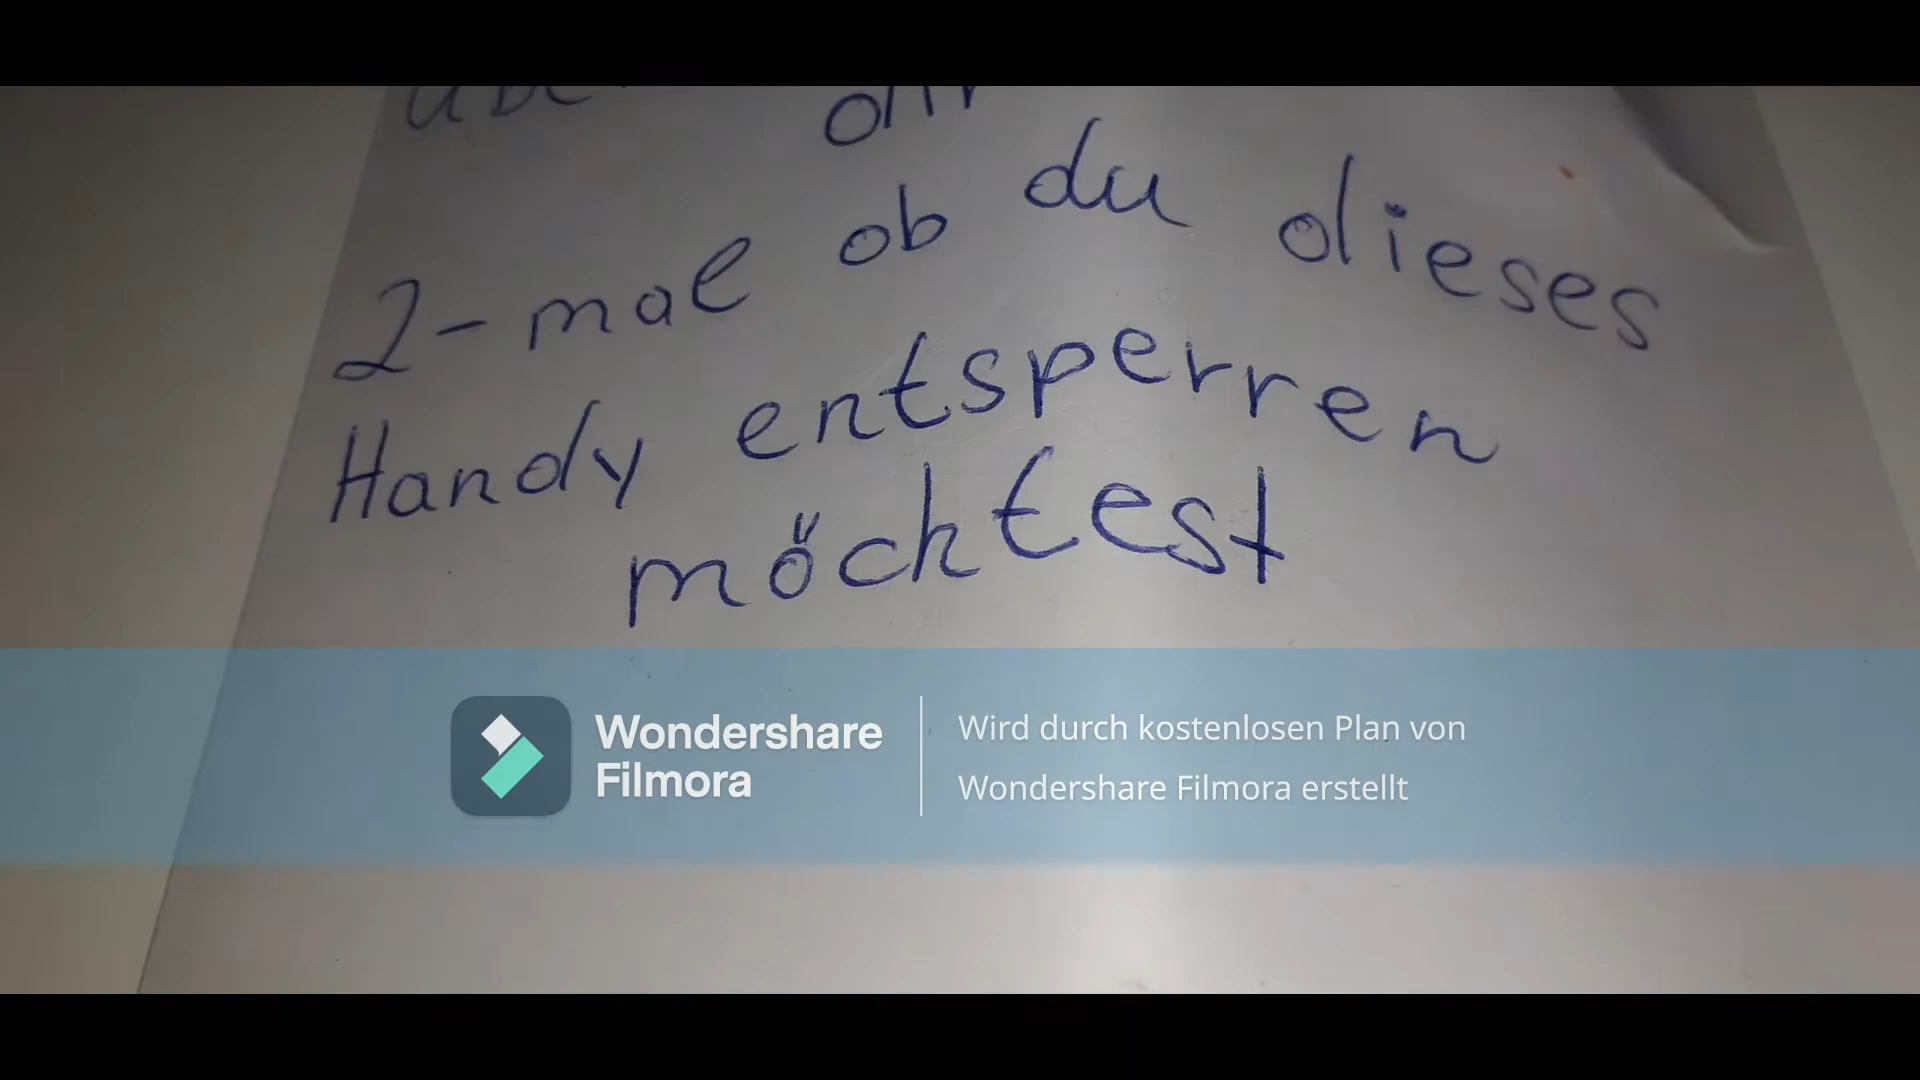 2-mal ob du dieses
Handy entsperren
möchtest
Wondershare
Filmora
Wird durch kostenlosen Plan von
Wondershare Filmora erstellt